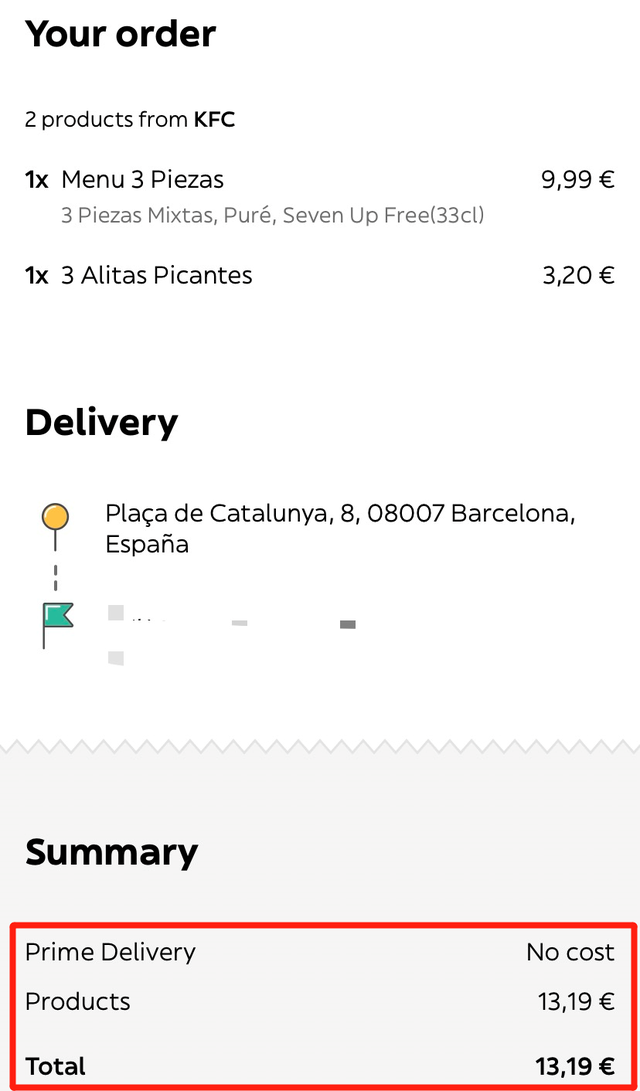 Your order
2 products from KFC
1x Menu 3 Piezas 9,99 €
3 Piezas Mixtas, Puré, Seven Up Free(33cl)
1x 3 Alitas Picantes 3,20 €
Delivery
Plaça de Catalunya, 8, 08007 Barcelona,
España
Summary
Prime Delivery No cost
Products 13,19 €
Total 13,19 €